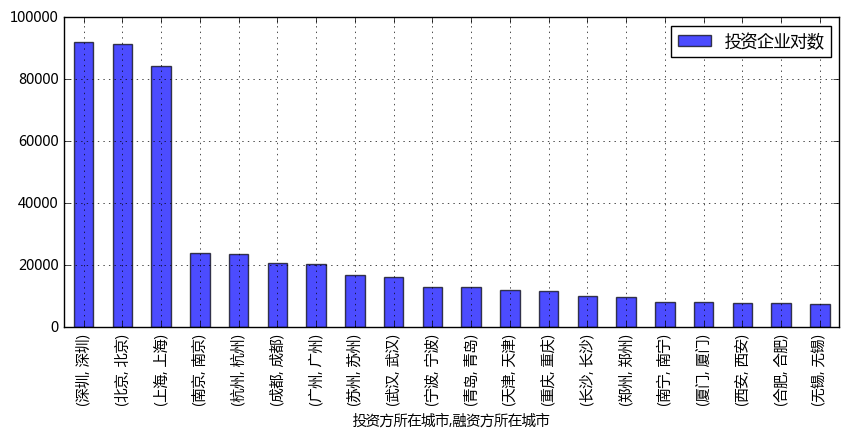 100000
80000
60000
40000
20000
0
投资企业对数
(深圳, 深圳)
(北京, 北京)
(上海, 上海)
(南京, 南京)
(杭州, 杭州)
(成都, 成都)
(广州, 广州)
(苏州, 苏州)
(武汉, 武汉)
(宁波, 宁波)
(青岛, 青岛)
(天津, 天津)
(重庆, 重庆)
(长沙, 长沙)
(郑州, 郑州)
(南宁, 南宁)
(厦门, 厦门)
(西安, 西安)
(合肥, 合肥)
(无锡, 无锡)
投资方所在城市,融资方所在城市